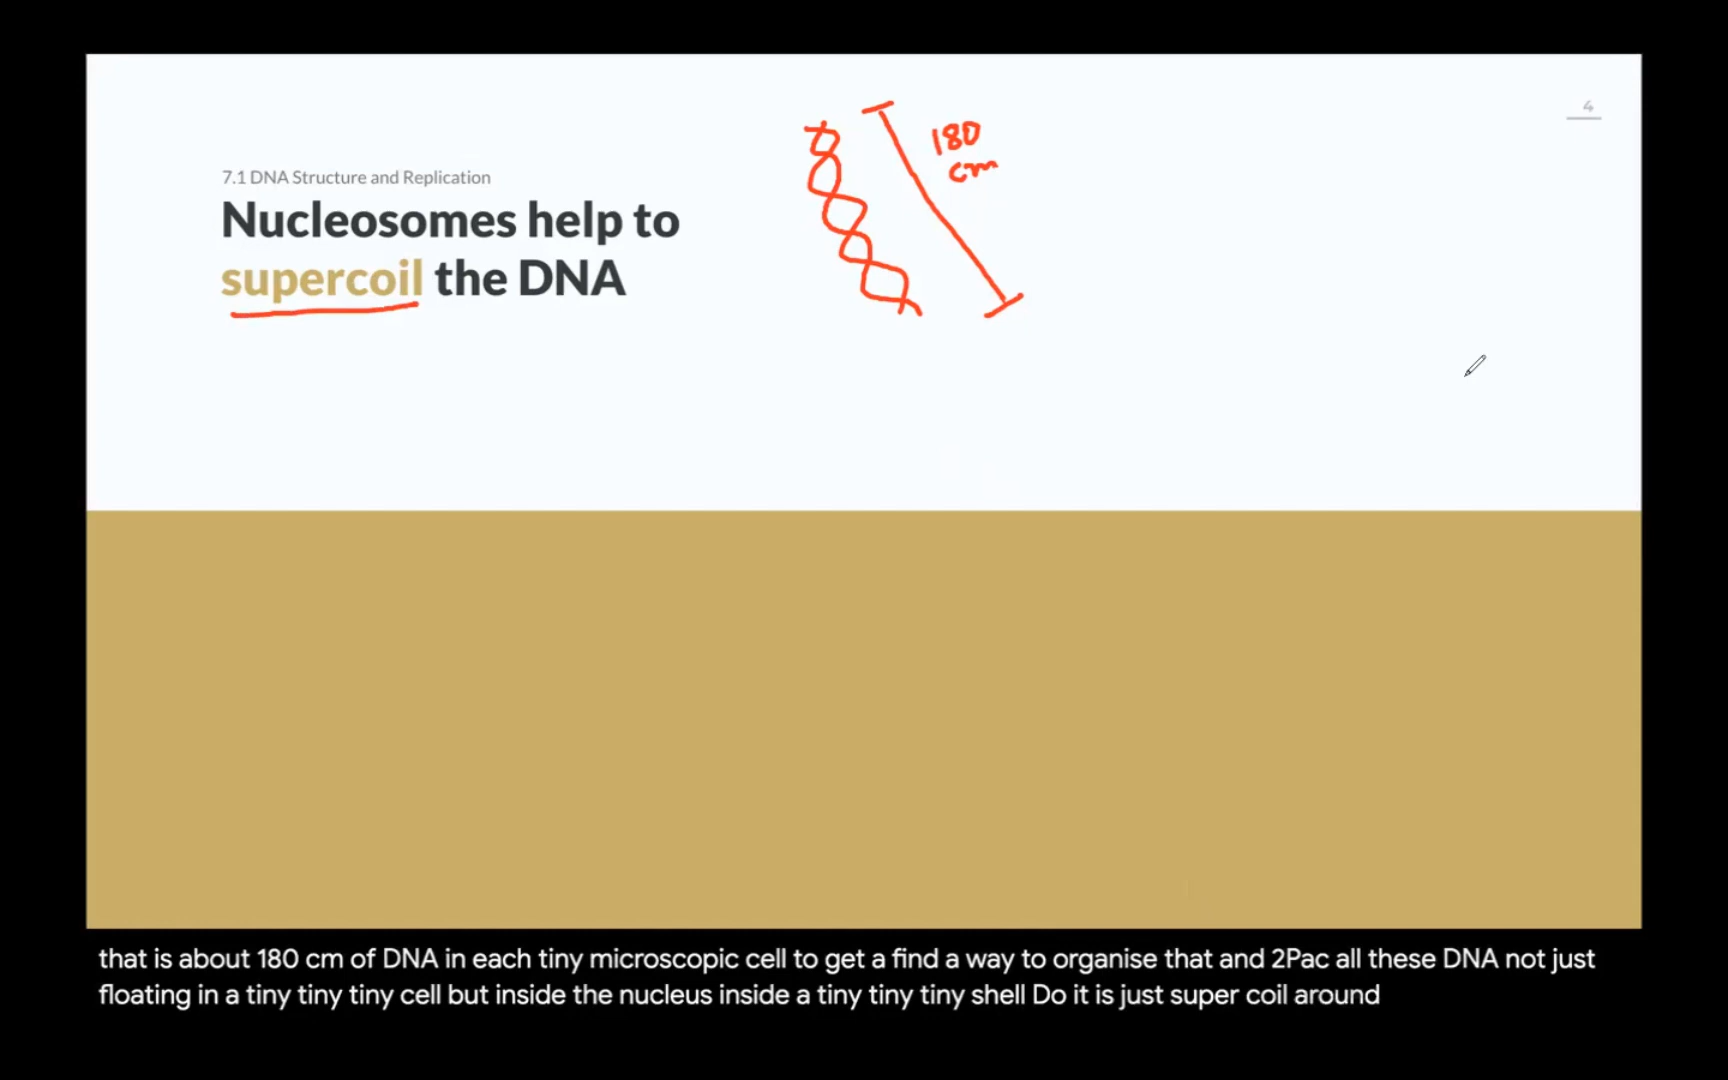 4
7.1 DNA Structure and Replication
Nucleosomes help to
supercoil the DNA
180
cm
that is about 180 cm of DNA in each tiny microscopic cell to get a find a way to organise that and 2Pac all these DNA not just
floating in a tiny tiny tiny cell but inside the nucleus inside a tiny tiny tiny shell Do it is just super coil around